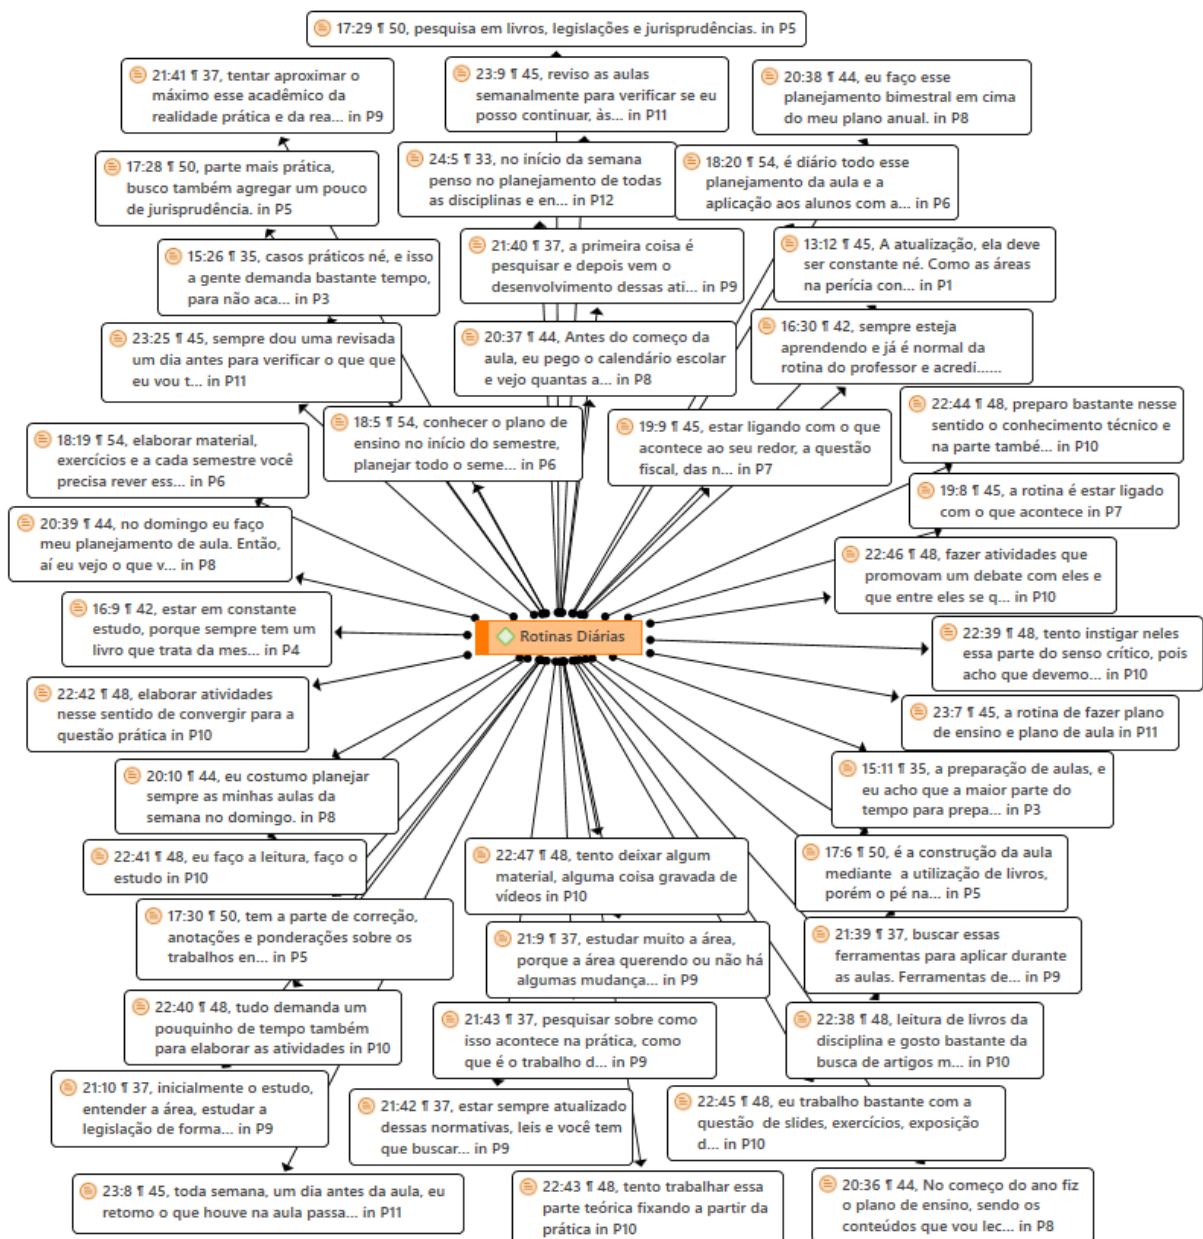 17:29 ¶ 50, pesquisa em livros, legislações e jurisprudências. in P5
21:41 ¶ 37, tentar aproximar o
máximo esse acadêmico da
realidade prática e da rea... in P9
23:9 ¶ 45, reviso as aulas
semanalmente para verificar se eu
posso continuar, às... in P11
20:38 ¶ 44, eu faço esse
planejamento bimestral em cima
do meu plano anual. in P8
17:28 ¶ 50, parte mais prática,
busco também agregar um pouco
de jurisprudência. in P5
24:5 ¶ 33, no início da semana
penso no planejamento de todas
as disciplinas e en... in P12
18:20 ¶ 54, é diário todo esse
planejamento da aula e a
aplicação aos alunos com a... in P6
15:26 ¶ 35, casos práticos né, e isso
a gente demanda bastante tempo,
para não aca... in P3
21:40 ¶ 37, a primeira coisa é
pesquisar e depois vem o
desenvolvimento dessas ati... in P9
13:12 ¶ 45, A atualização, ela deve
ser constante né. Como as áreas
na perícia con... in P1
23:25 ¶ 45, sempre dou uma revisada
um dia antes para verificar o que que
eu vou t... in P11
20:37 ¶ 44, Antes do começo da
aula, eu pego o calendário escolar
e vejo quantas a... in P8
16:30 ¶ 42, sempre esteja
aprendendo e já é normal da
rotina do professor e acredi......
18:5 ¶ 54, conhecer o plano de
ensino no início do semestre,
planejar todo o seme... in P6
19:9 ¶ 45, estar ligando com o que
acontece ao seu redor, a questão
fiscal, das n... in P7
22:44 ¶ 48, preparo bastante nesse
sentido o conhecimento técnico e
na parte també... in P10
18:19 ¶ 54, elaborar material,
exercícios e a cada semestre você
precisa rever ess... in P6
19:8 ¶ 45, a rotina é estar ligado
com o que acontece in P7
20:39 ¶ 44, no domingo eu faço
meu planejamento de aula. Então,
aí eu vejo o que v... in P8
22:46 ¶ 48, fazer atividades que
promovam um debate com eles e
que entre eles se q... in P10
16:9 ¶ 42, estar em constante
estudo, porque sempre tem um
livro que trata da mes... in P4
Rotinas Diárias
22:39 ¶ 48, tento instigar neles
essa parte do senso crítico, pois
acho que devemo... in P10
22:42 ¶ 48, elaborar atividades
nesse sentido de convergir para a
questão prática in P10
23:7 ¶ 45, a rotina de fazer plano
de ensino e plano de aula in P11
20:10 ¶ 44, eu costumo planejar
sempre as minhas aulas da
semana no domingo. in P8
15:11 ¶ 35, a preparação de aulas, e
eu acho que a maior parte do
tempo para prepa... in P3
22:41 ¶ 48, eu faço a leitura, faço o
estudo in P10
22:47 ¶ 48, tento deixar algum
material, alguma coisa gravada de
vídeos in P10
17:6 ¶ 50, é a construção da aula
mediante a utilização de livros,
porém o pé na... in P5
17:30 ¶ 50, tem a parte de correção,
anotações e ponderações sobre os
trabalhos en... in P5
21:9 ¶ 37, estudar muito a área,
porque a área querendo ou não há
algumas mudança... in P9
21:39 ¶ 37, buscar essas
ferramentas para aplicar durante
as aulas. Ferramentas de... in P9
22:40 ¶ 48, tudo demanda um
pouquinho de tempo também
para elaborar as atividades in P10
21:43 ¶ 37, pesquisar sobre como
isso acontece na prática, como
que é o trabalho d... in P9
22:38 ¶ 48, leitura de livros da
disciplina e gosto bastante da
busca de artigos m... in P10
21:10 ¶ 37, inicialmente o estudo,
entender a área, estudar a
legislação de forma... in P9
21:42 ¶ 37, estar sempre atualizado
dessas normativas, leis e você tem
que buscar... in P9
22:45 ¶ 48, eu trabalho bastante com a
questão de slides, exercícios, exposição
d... in P10
23:8 ¶ 45, toda semana, um dia antes da aula, eu
retomo o que houve na aula passa... in P11
22:43 ¶ 48, tento trabalhar essa
parte teórica fixando a partir da
prática in P10
20:36 ¶ 44, No começo do ano fiz
o plano de ensino, sendo os
conteúdos que vou lec... in P8